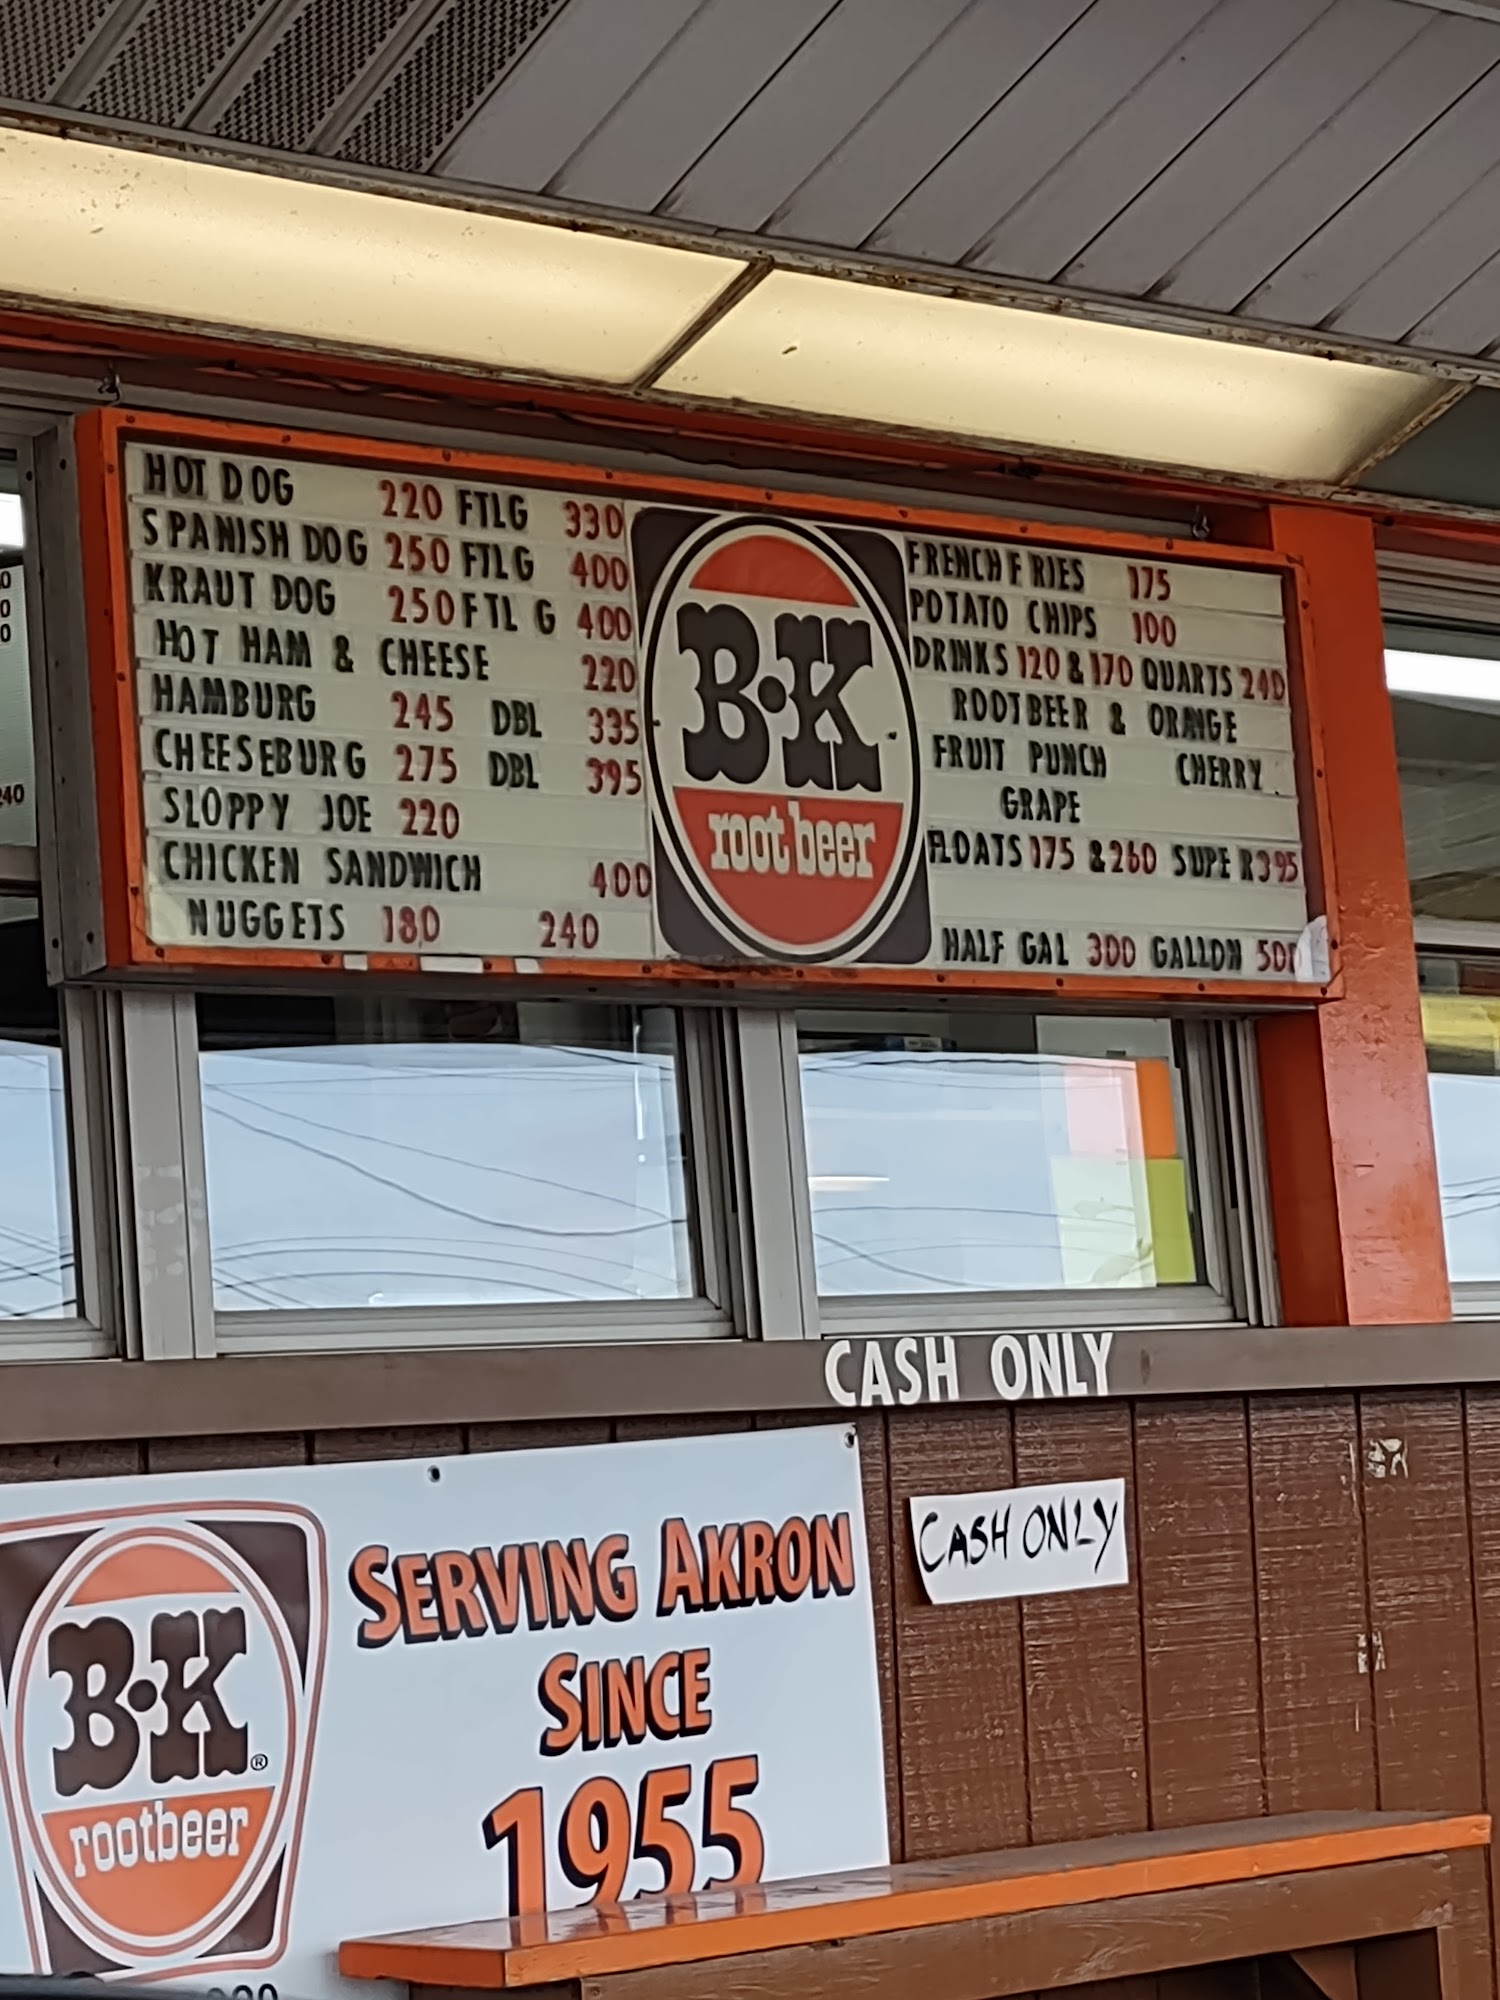 HOT DOG 220 FTLG 330
SPANISH DOG 250 FTLG 400
KRAUT DOG 250 FTLG 400
HOT HAM & CHEESE 220
HAMBURG 245 DBL 335
CHEESEBURG 275 DBL 395
SLOPPY JOE 220
CHICKEN SANDWICH 400
NUGGETS 180 240
B·K
root beer
FRENCH FRIES 175
POTATO CHIPS 100
DRINKS 120 & 170 QUARTS 240
ROOTBEER & ORANGE
FRUIT PUNCH CHERRY
GRAPE
FLOATS 175 & 260 SUPER 395
HALF GAL 300 GALLON 500
40
CASH ONLY
CASH ONLY
SERVING AKRON
SINCE
1955
B·K®
rootbeer